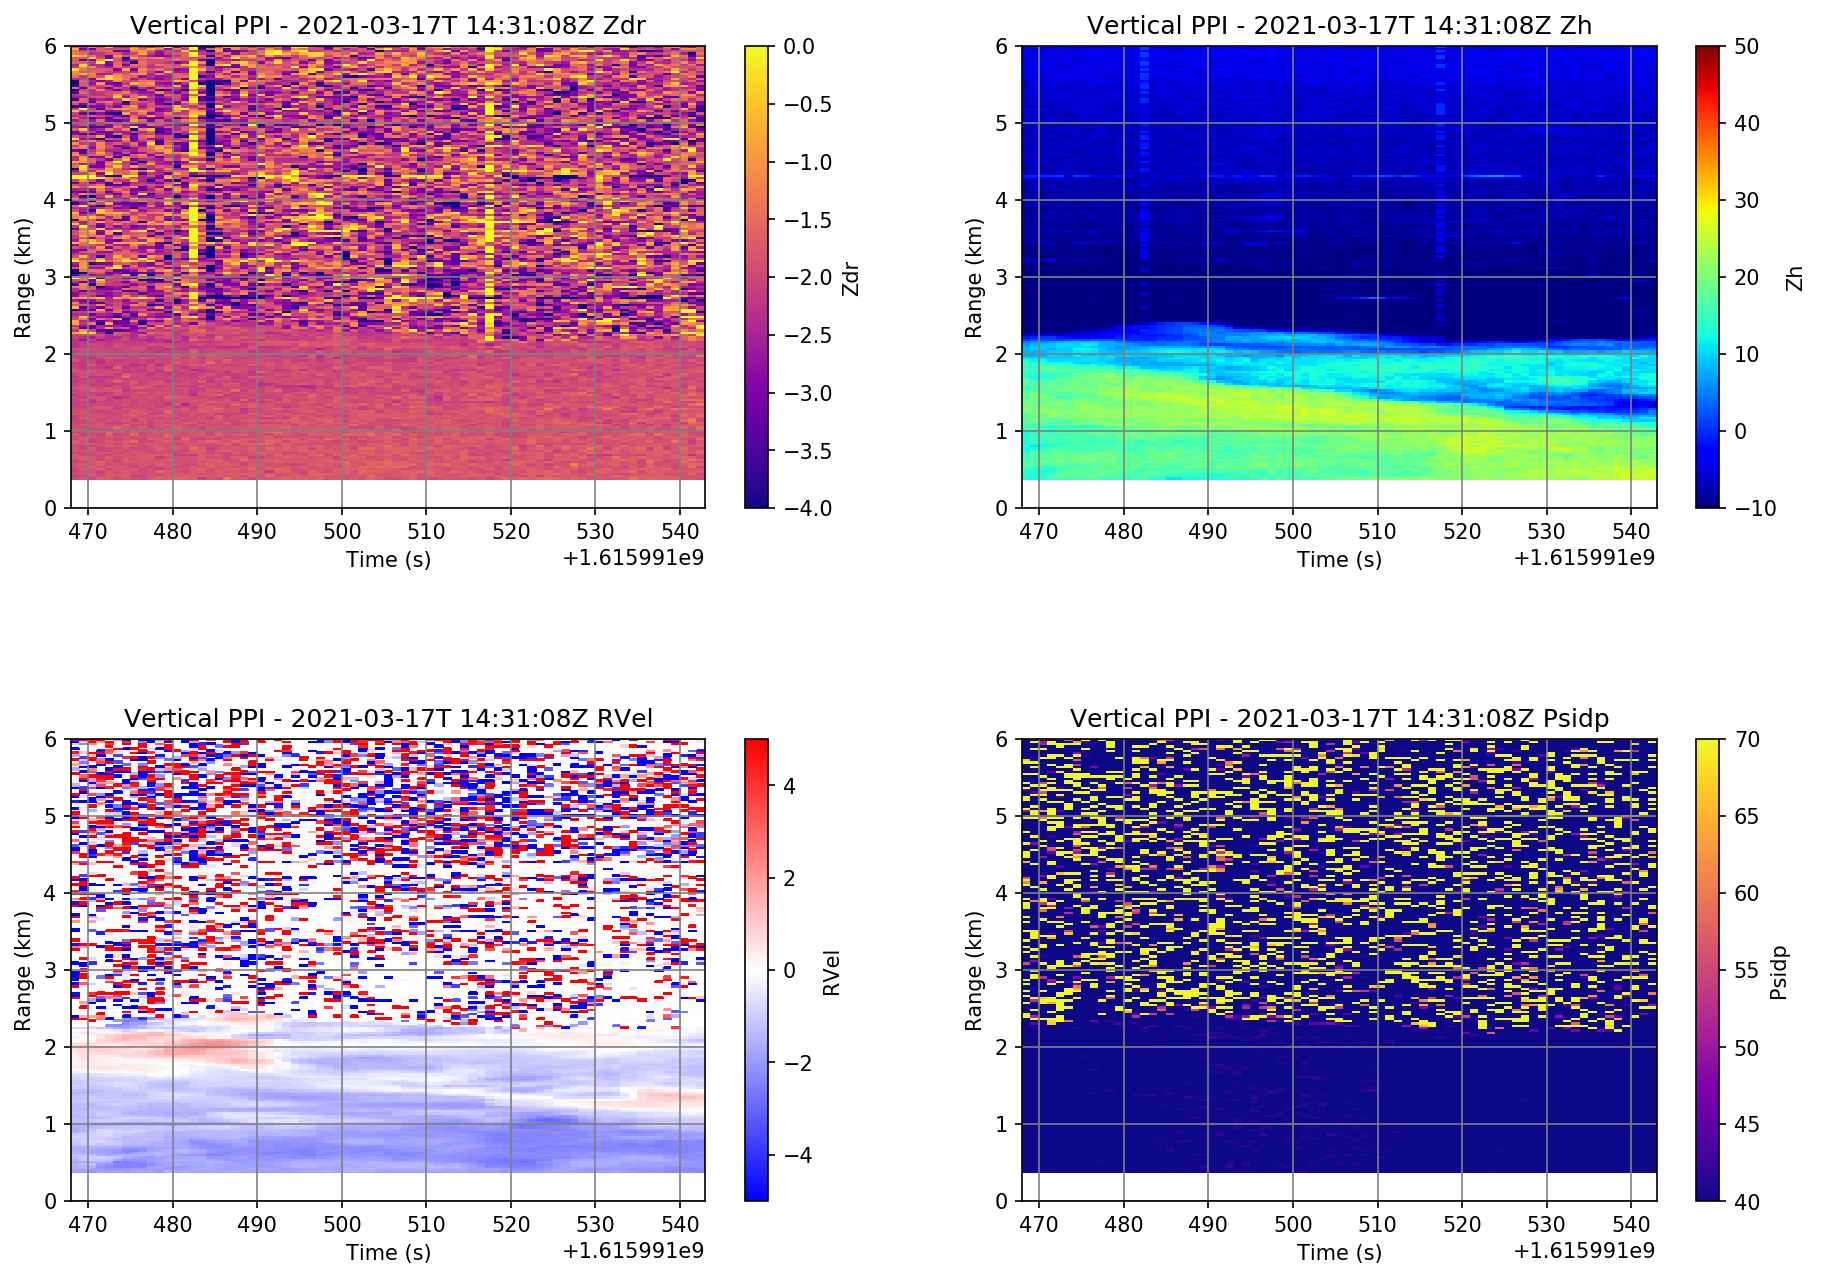 Vertical PPI - 2021-03-17T 14:31:08Z Zdr
6
5
4
3
2
1
0
Range (km)
470 480 490 500 510 520 530 540
Time (s)
+1.615991e9
0.0
−0.5
−1.0
−1.5
−2.0
−2.5
−3.0
−3.5
−4.0
Zdr
Vertical PPI - 2021-03-17T 14:31:08Z Zh
6
5
4
3
2
1
0
Range (km)
470 480 490 500 510 520 530 540
Time (s)
+1.615991e9
50
40
30
20
10
0
−10
Zh
Vertical PPI - 2021-03-17T 14:31:08Z RVel
6
5
4
3
2
1
0
Range (km)
470 480 490 500 510 520 530 540
Time (s)
+1.615991e9
4
2
0
−2
−4
RVel
Vertical PPI - 2021-03-17T 14:31:08Z Psidp
6
5
4
3
2
1
0
Range (km)
470 480 490 500 510 520 530 540
Time (s)
+1.615991e9
70
65
60
55
50
45
40
Psidp